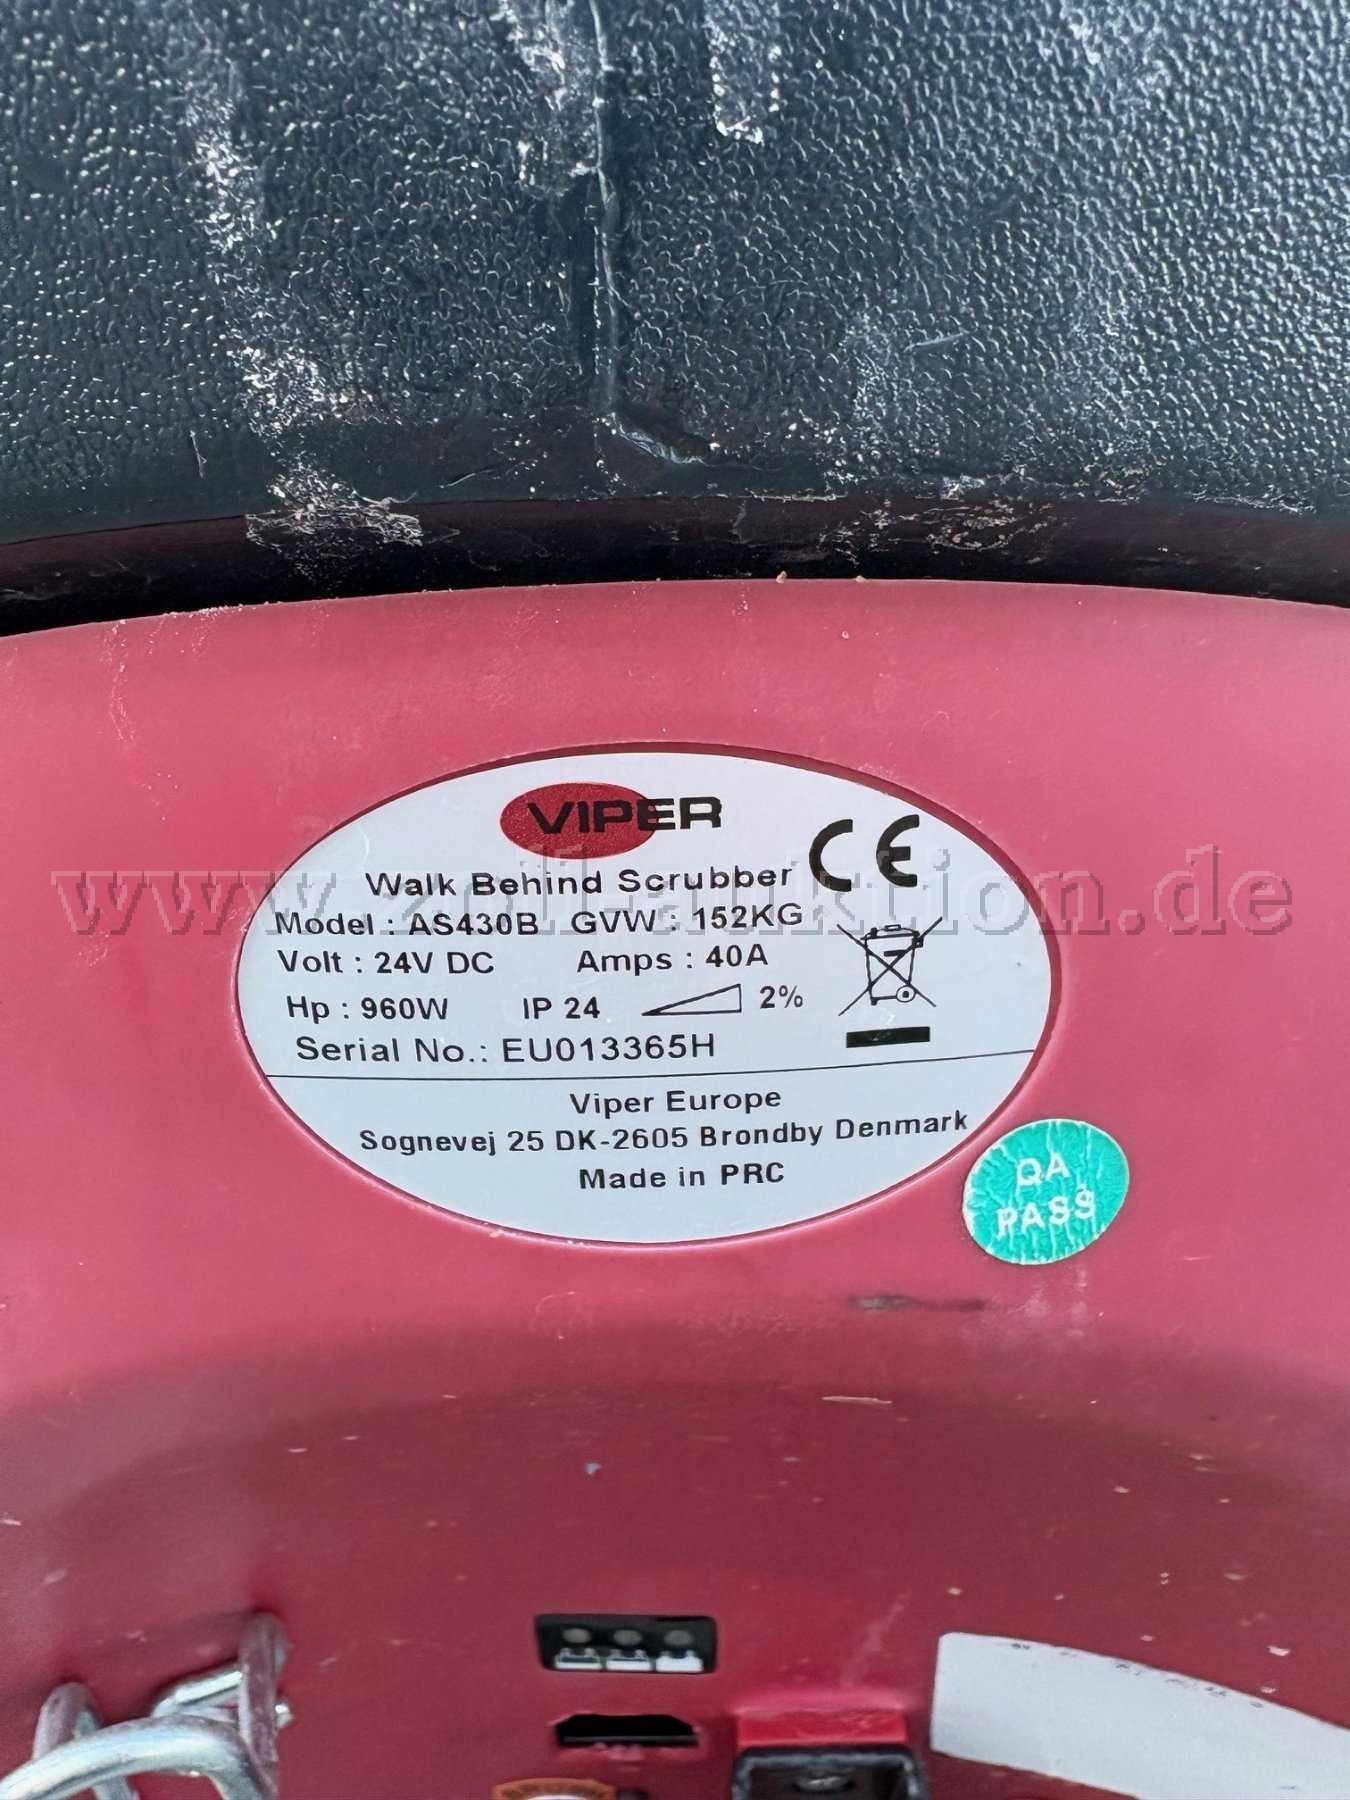 VIPER
CE
Walk Behind Scrubber
www.zoll-auktion.de
Model : AS430B GVW : 152KG
Volt : 24V DC Amps : 40A
Hp : 960W IP 24 2%
Serial No.: EU013365H
Viper Europe
Sognevej 25 DK-2605 Brondby Denmark
Made in PRC
QA
PASS